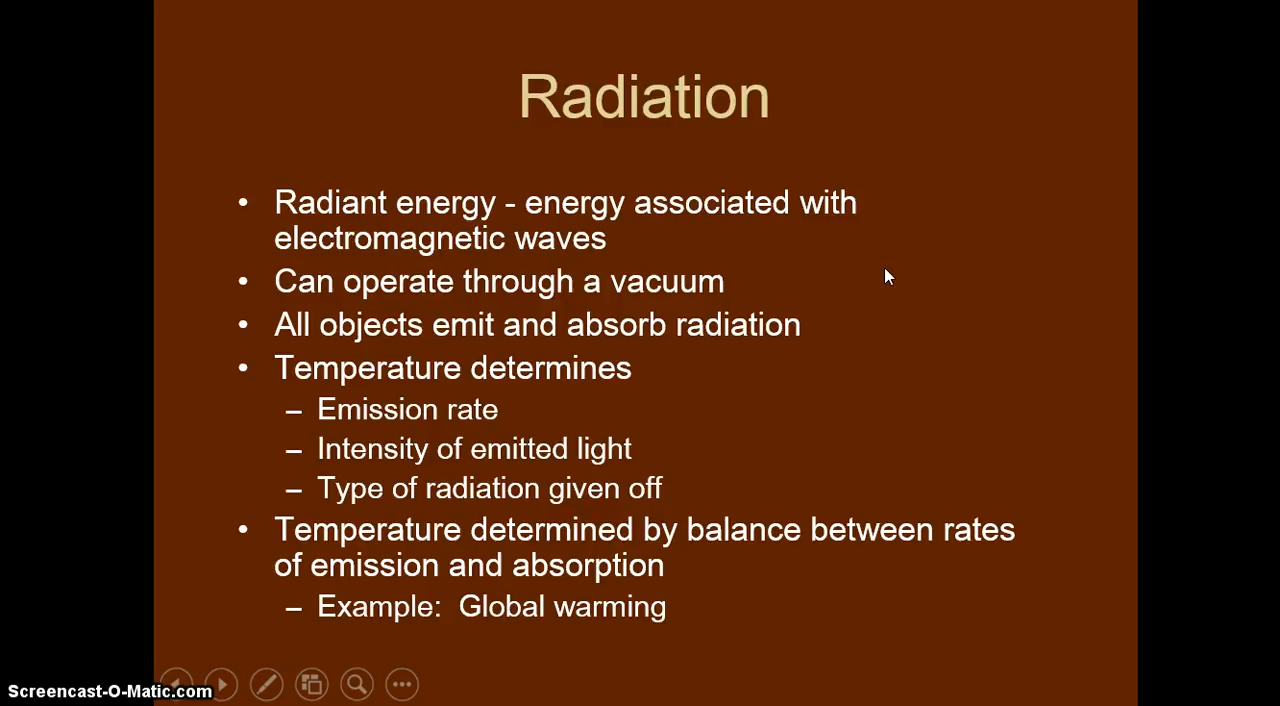 Radiation
• Radiant energy - energy associated with
electromagnetic waves
• Can operate through a vacuum
• All objects emit and absorb radiation
• Temperature determines
– Emission rate
– Intensity of emitted light
– Type of radiation given off
• Temperature determined by balance between rates
of emission and absorption
– Example:  Global warming
Screencast-O-Matic.com